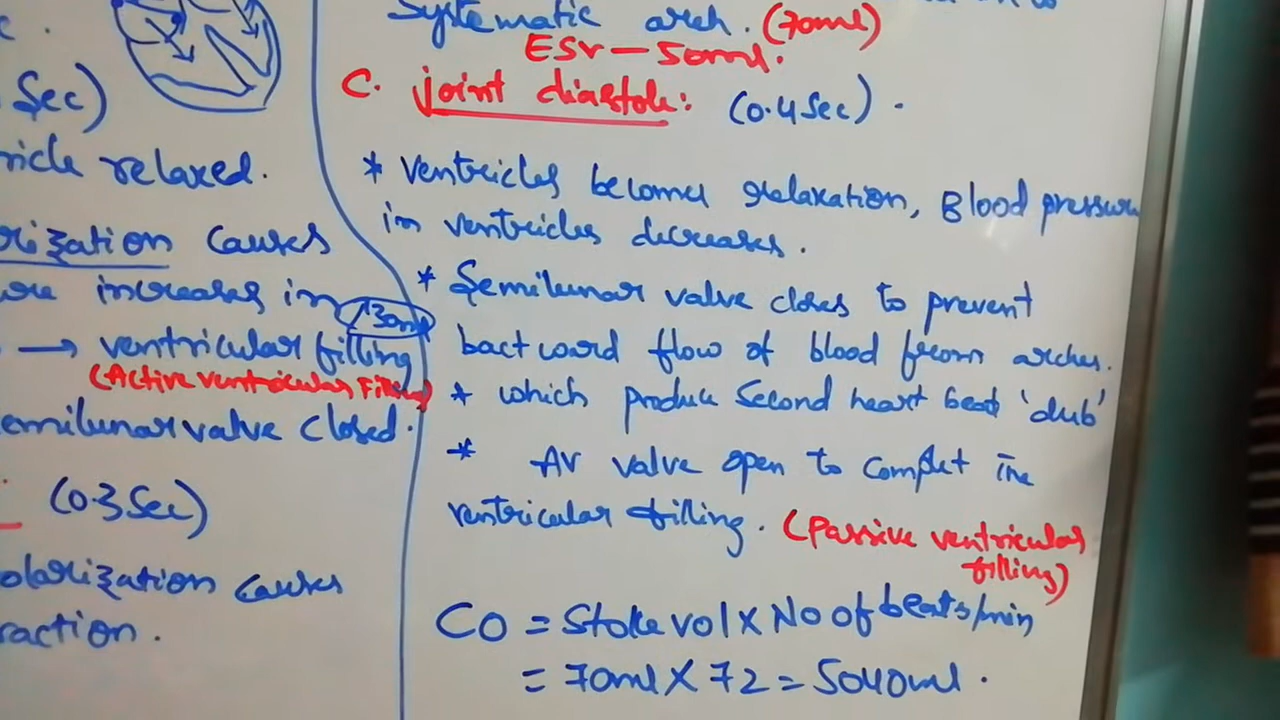 c.
Sec)
relaxed.
rization causes
ure increases in 130ml
→ ventricular filling
(Active ventricular Filling)
emilunar valve closed.
(0.3 Sec)
olarization causes
raction.
Systematic arch. (70ml)
ESV — 50ml.
C. joint diastole: (0.4 Sec).
* Ventricles becomes relaxation, Blood pressure
in ventricles decreases.
* Semilunar valve closes to prevent
backward flow of blood from arches.
* which produce Second heart beat 'dub'
* AV valve open to complet the
ventricular filling. (Passive ventricular
filling)
CO = Stoke vol x No of beats/min
= 70ml x 72 = 5040ml.